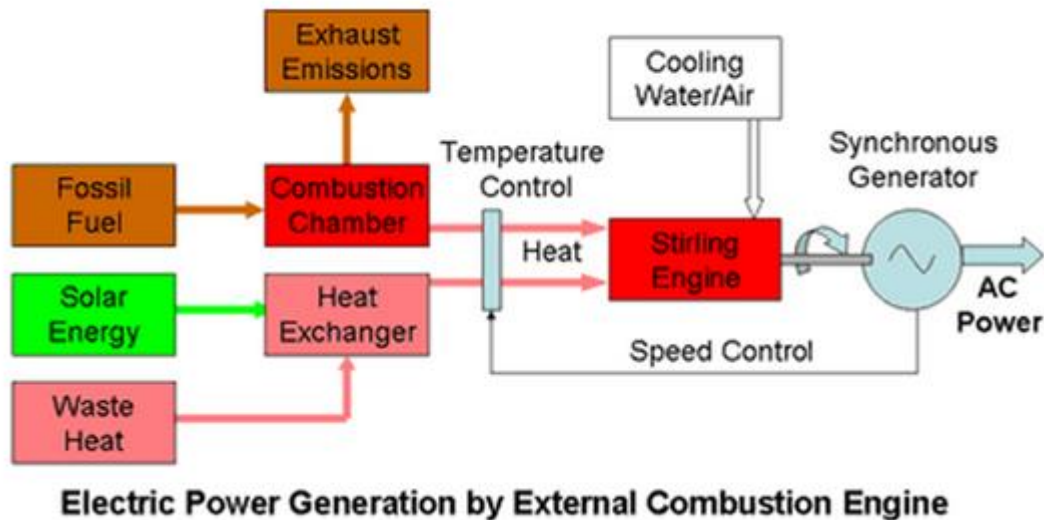 Exhaust
Emissions
Cooling
Water/Air
Temperature
Control
Synchronous
Generator
Fossil
Fuel
Combustion
Chamber
Heat
Stirling
Engine
Solar
Energy
Heat
Exchanger
AC
Power
Speed Control
Waste
Heat
Electric Power Generation by External Combustion Engine